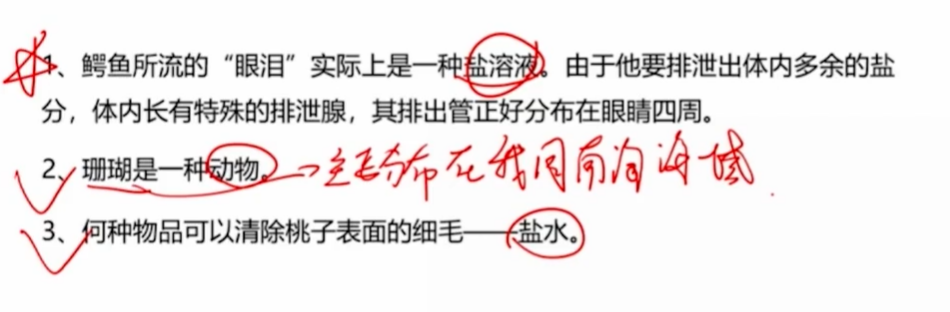 1、鳄鱼所流的“眼泪”实际上是一种盐溶液。由于他要排泄出体内多余的盐
分，体内长有特殊的排泄腺，其排出管正好分布在眼睛四周。
2、珊瑚是一种动物。→主要分布在我国南海海域
3、何种物品可以清除桃子表面的细毛——盐水。